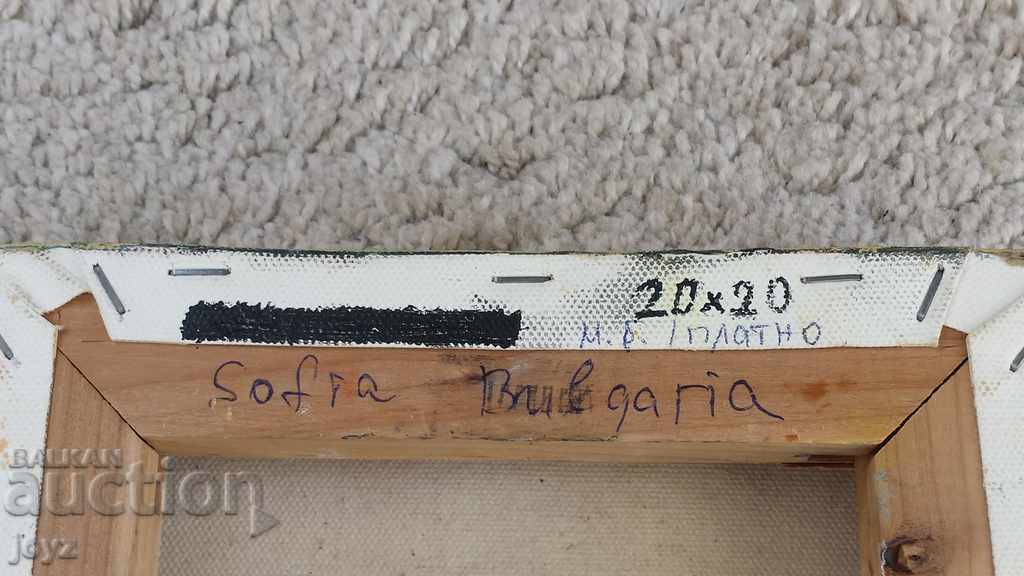 20x20
м.б. /платно
Sofia Bulgaria
BALKAN
auction
joyz